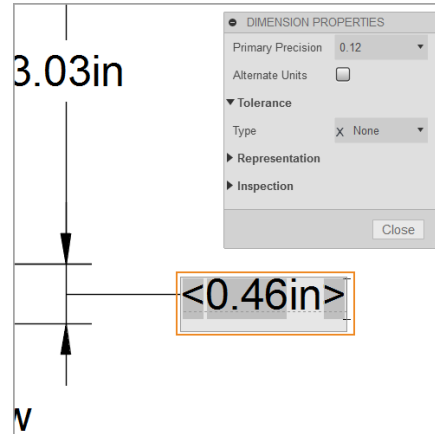 DIMENSION PROPERTIES
Primary Precision 0.12
Alternate Units
Tolerance
Type X None
Representation
Inspection
Close
3.03in
<0.46in>
w